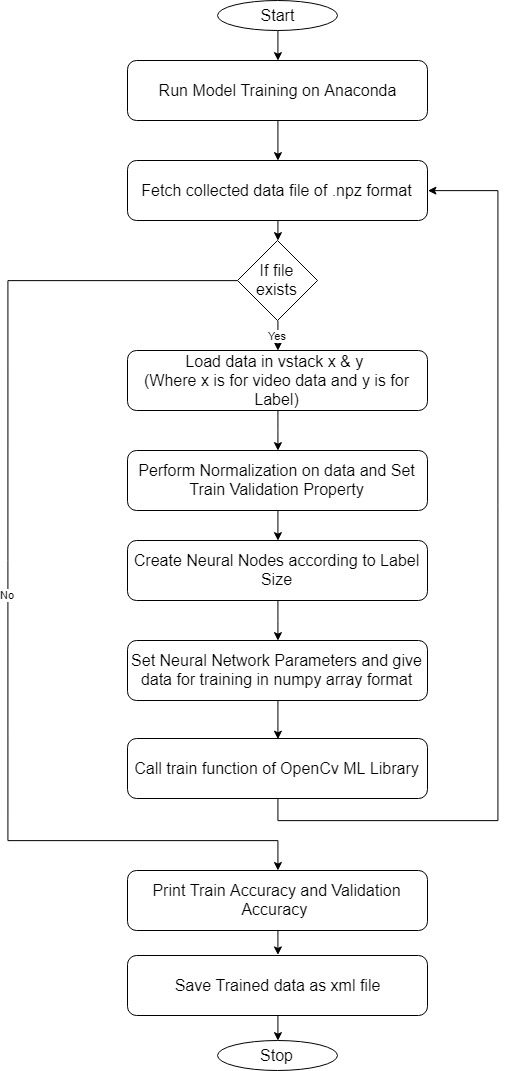 Start
Run Model Training on Anaconda
Fetch collected data file of .npz format
If file
exists
Yes
Load data in vstack x & y
(Where x is for video data and y is for
Label)
Perform Normalization on data and Set
Train Validation Property
Create Neural Nodes according to Label
Size
No
Set Neural Network Parameters and give
data for training in numpy array format
Call train function of OpenCv ML Library
Print Train Accuracy and Validation
Accuracy
Save Trained data as xml file
Stop